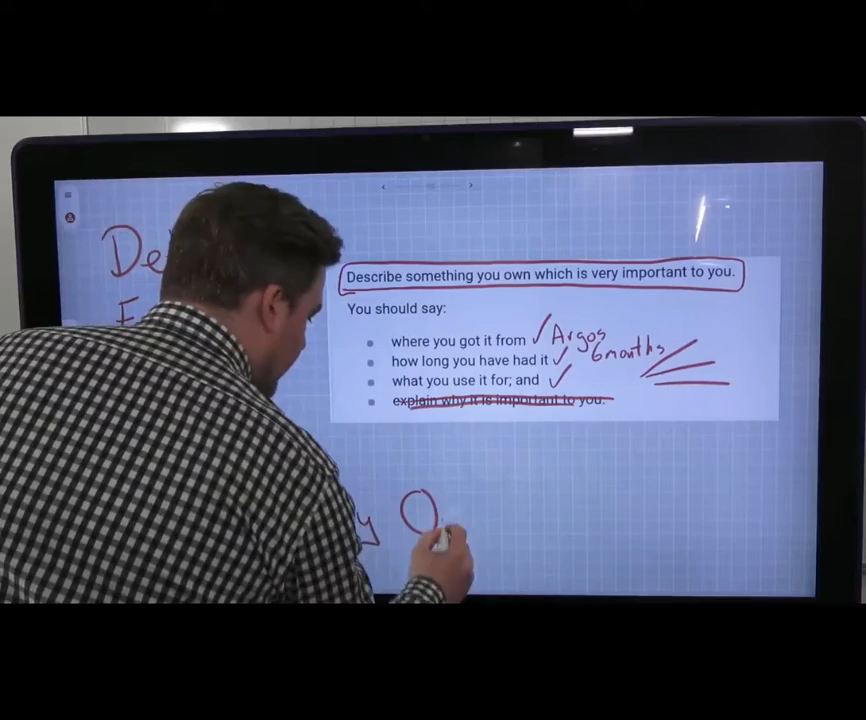 De
Describe something you own which is very important to you.
E
You should say:
where you got it from Argos
how long you have had it 6 months
what you use it for; and
explain why it is important to you.
y O